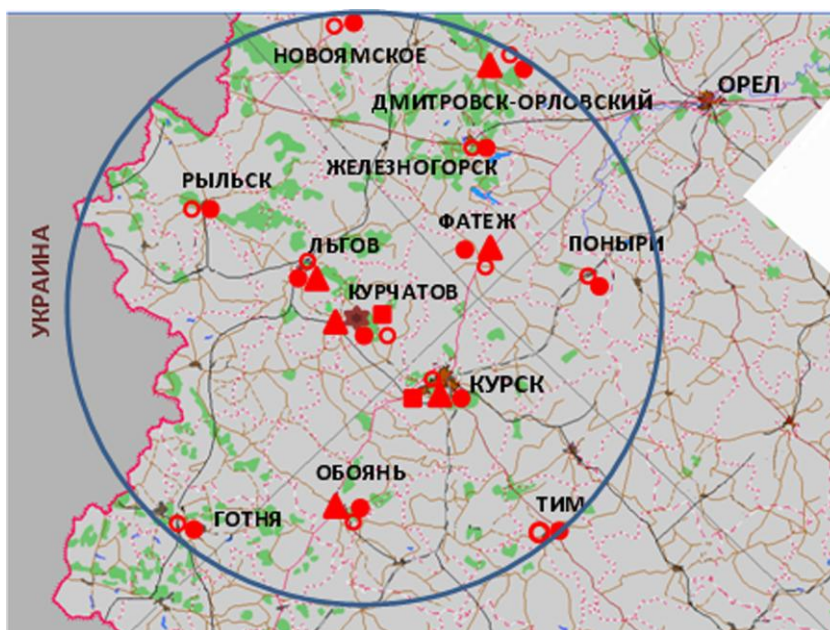 НОВОЯМСКОЕ
ОРЕЛ
ДМИТРОВСК-ОРЛОВСКИЙ
ЖЕЛЕЗНОГОРСК
РЫЛЬСК
ФАТЕЖ
ПОНЫРИ
ЛЬГОВ
УКРАИНА
КУРЧАТОВ
КУРСК
ОБОЯНЬ
ТИМ
ГОТНЯ